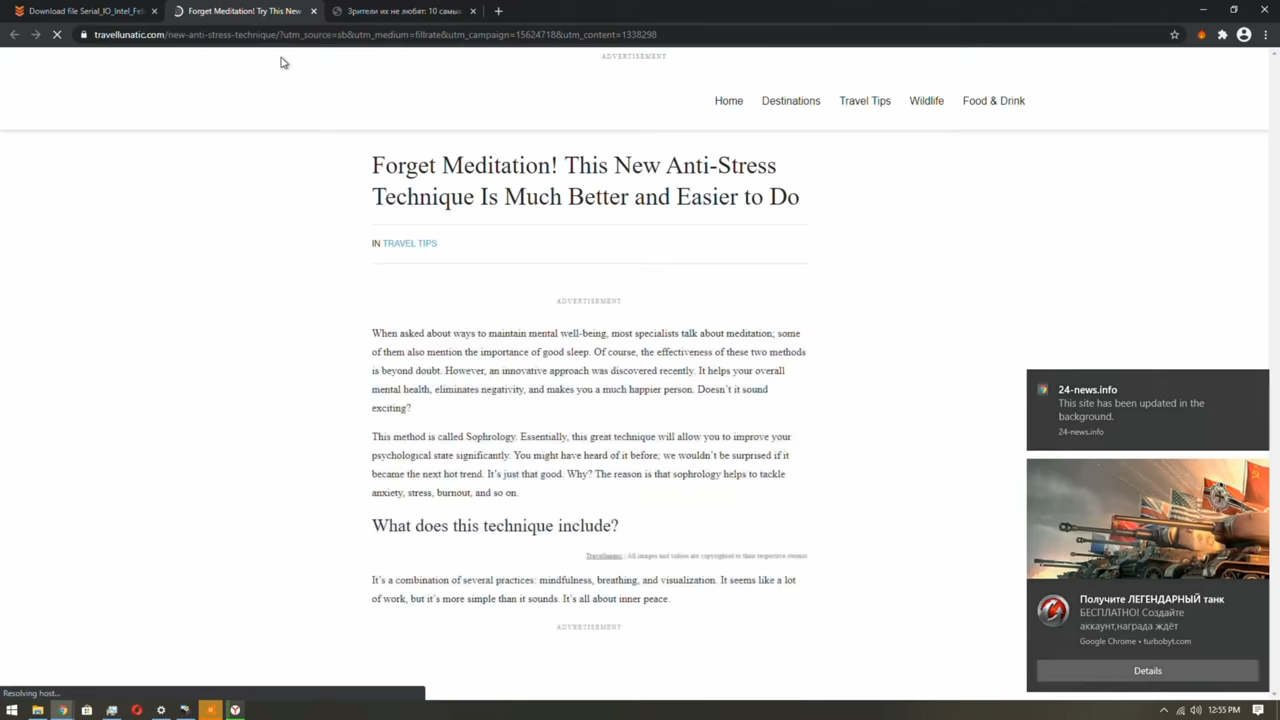 Download file Serial_IO_Intel_Fel
Forget Meditation! Try This New
Зрители их не любят: 10 самых
travellunatic.com/new-anti-stress-technique/?utm_source=sb&utm_medium=fillrate&utm_campaign=15624718&utm_content=1338298
ADVERTISEMENT
Home
Destinations
Travel Tips
Wildlife
Food & Drink
Forget Meditation! This New Anti-Stress
Technique Is Much Better and Easier to Do
IN TRAVEL TIPS
ADVERTISEMENT
When asked about ways to maintain mental well-being, most specialists talk about meditation; some
of them also mention the importance of good sleep. Of course, the effectiveness of these two methods
is beyond doubt. However, an innovative approach was discovered recently. It helps your overall
mental health, eliminates negativity, and makes you a much happier person. Doesn't it sound
exciting?
This method is called Sophrology. Essentially, this great technique will allow you to improve your
psychological state significantly. You might have heard of it before; we wouldn't be surprised if it
became the next hot trend. It's just that good. Why? The reason is that sophrology helps to tackle
anxiety, stress, burnout, and so on.
What does this technique include?
Travellunatic | All images and videos are copyrighted to their respective owners
It's a combination of several practices: mindfulness, breathing, and visualization. It seems like a lot
of work, but it's more simple than it sounds. It's all about inner peace.
ADVERTISEMENT
24-news.info
This site has been updated in the
background.
24-news.info
Получите ЛЕГЕНДАРНЫЙ танк
БЕСПЛАТНО! Создайте
аккаунт,награда ждёт
Google Chrome • turbobyt.com
Details
Resolving host...
12:55 PM